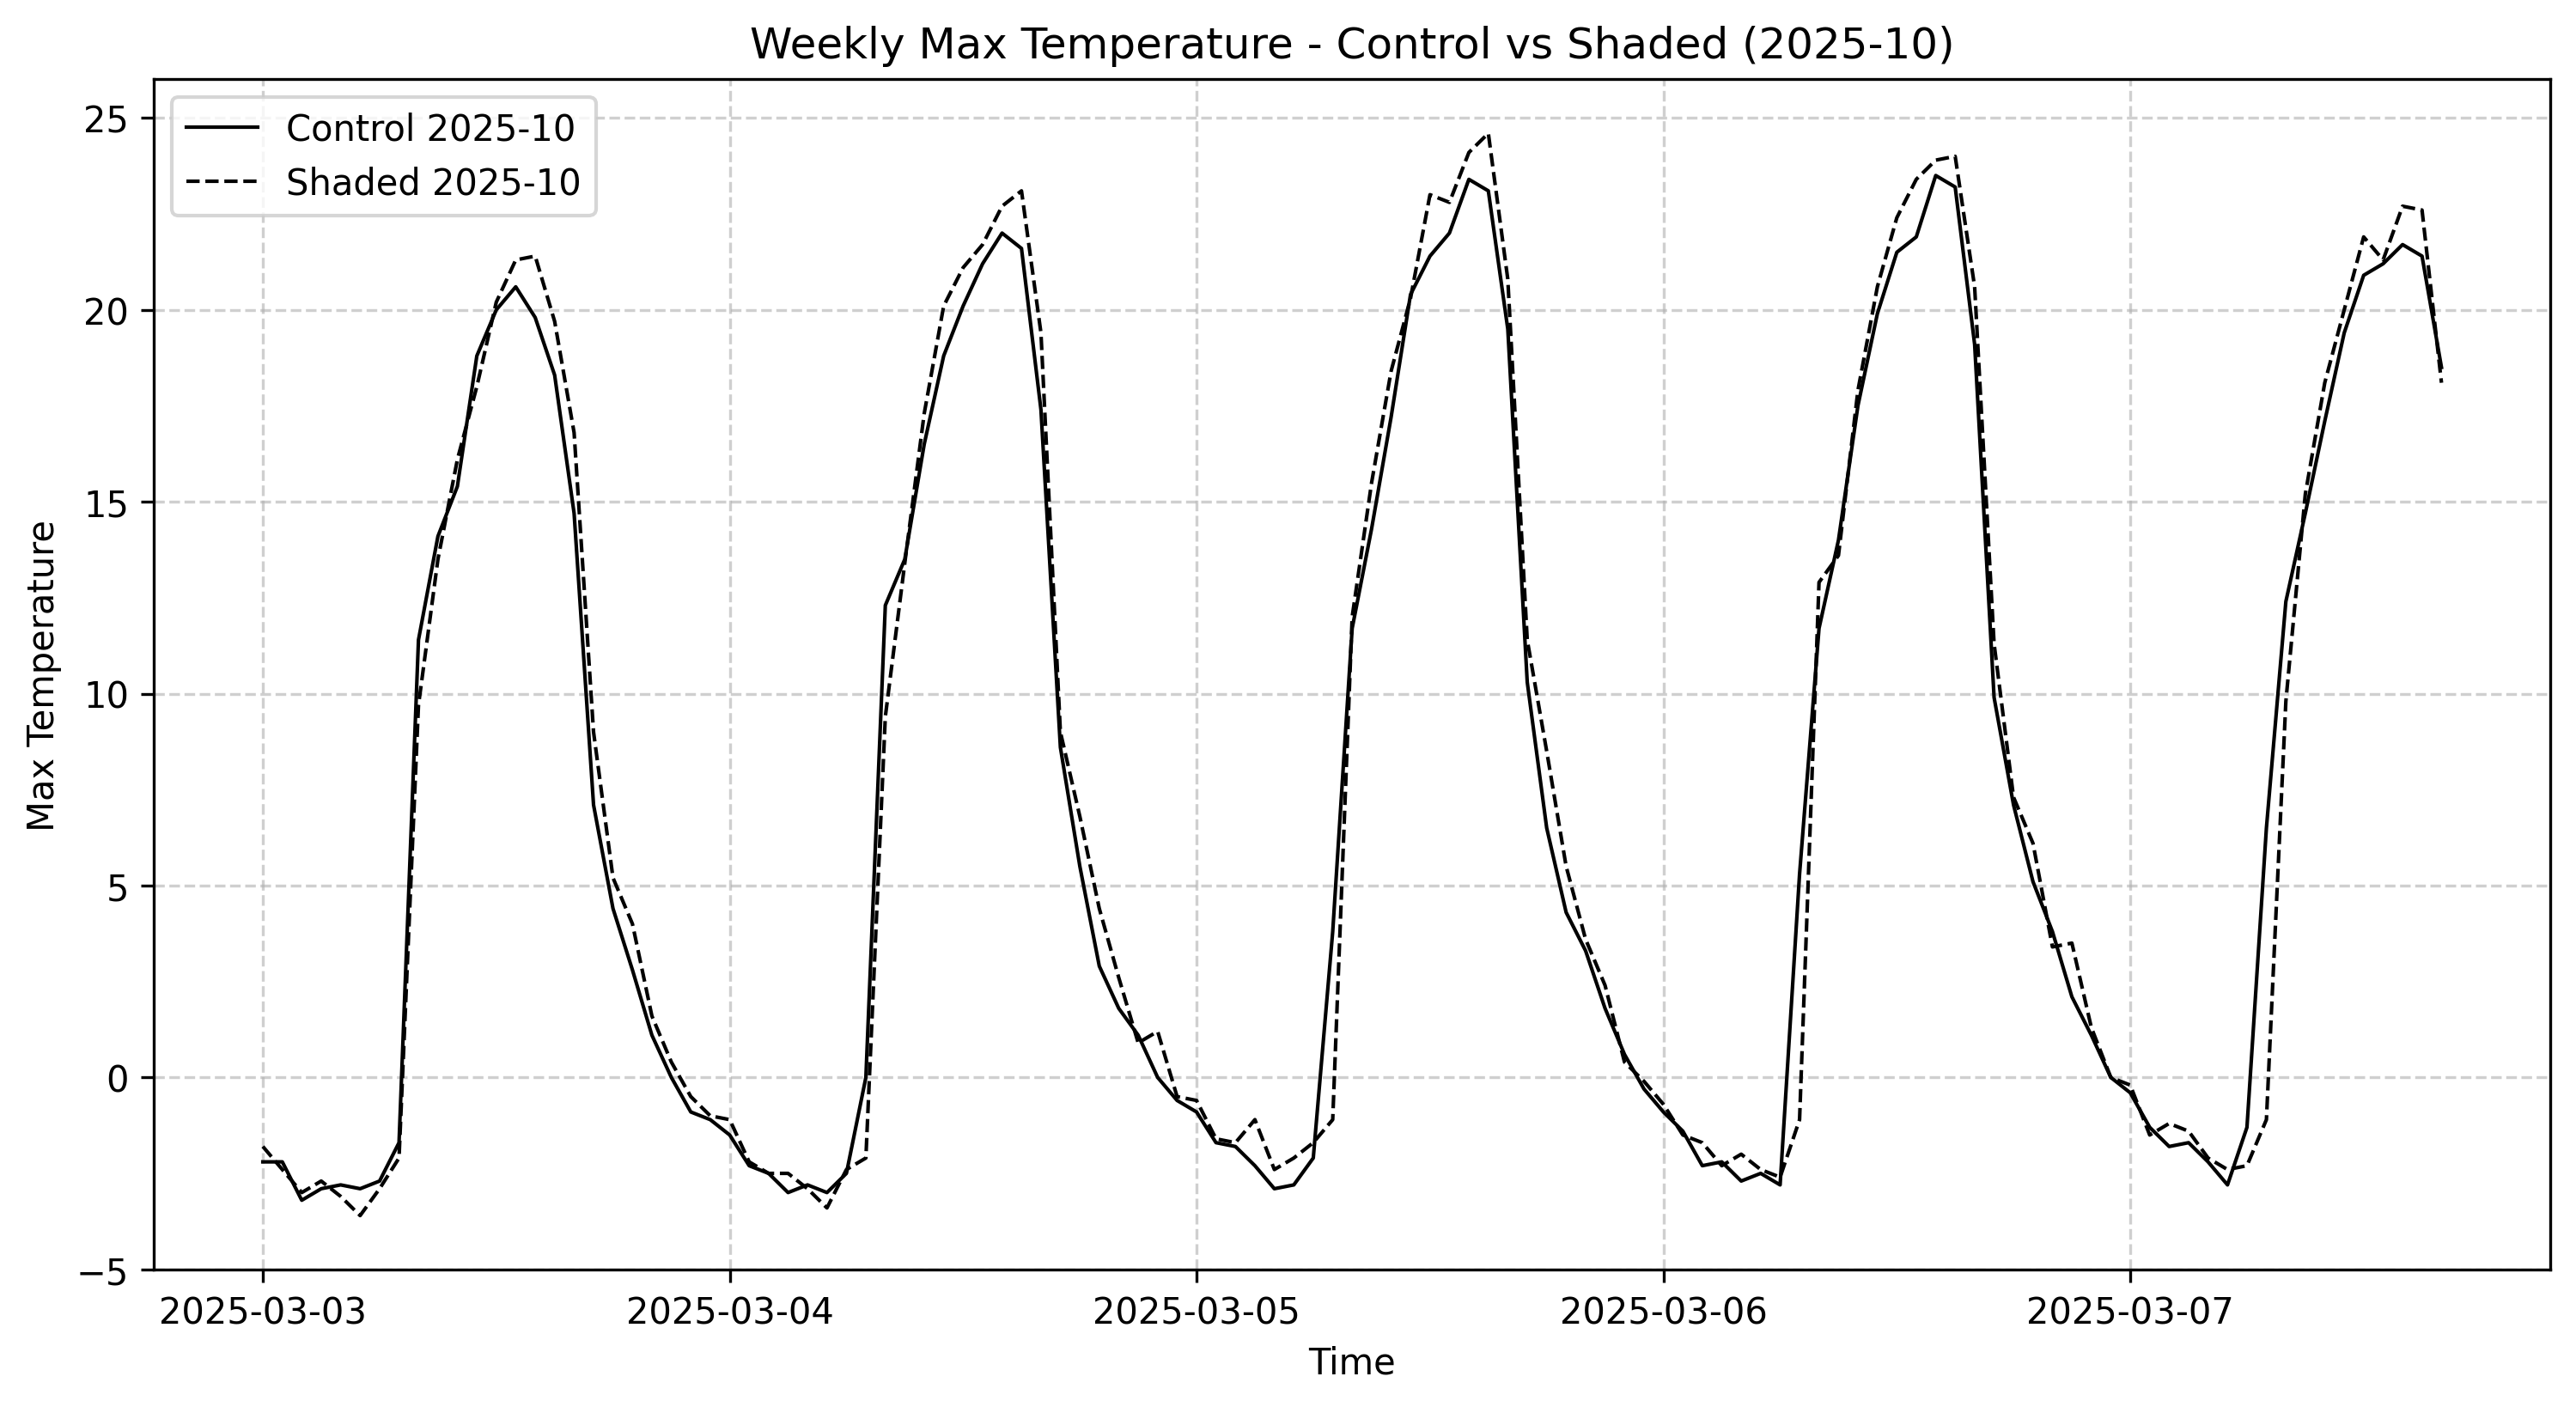 Weekly Max Temperature - Control vs Shaded (2025-10)
Control 2025-10
Shaded 2025-10
Max Temperature
25
20
15
10
5
0
−5
2025-03-03
2025-03-04
2025-03-05
2025-03-06
2025-03-07
Time